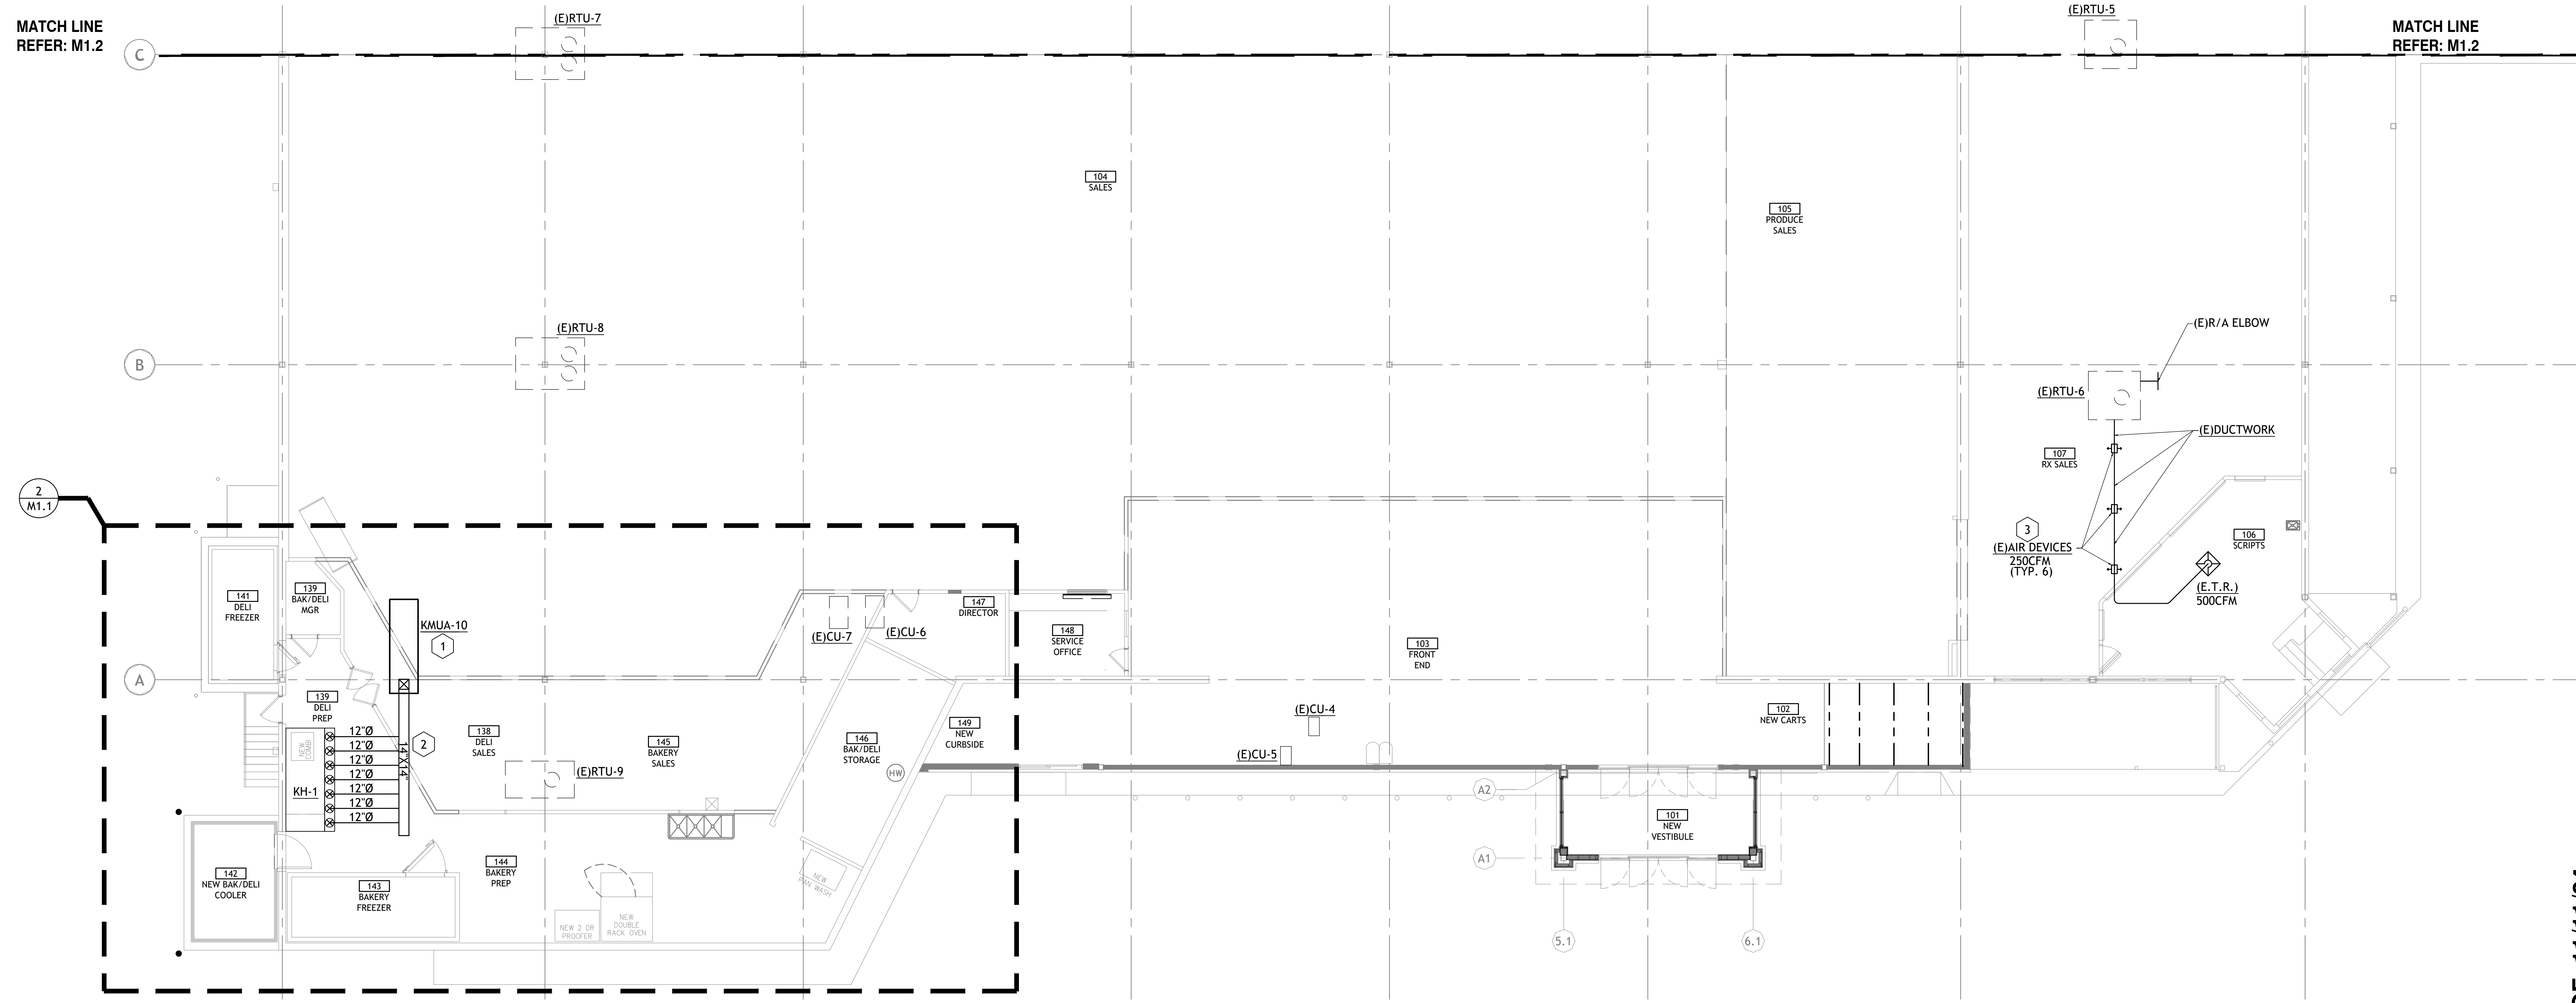 MATCH LINE
REFER: M1.2
(E)RTU-7
(E)RTU-5
MATCH LINE
REFER: M1.2
C
104
SALES
105
PRODUCE
SALES
(E)RTU-8
(E)R/A ELBOW
B
(E)RTU-6
(E)DUCTWORK
107
RX SALES
2
M1.1
3
(E)AIR DEVICES
250CFM
(TYP. 6)
106
SCRIPTS
(E.T.R.)
500CFM
141
DELI
FREEZER
139
BAK/DELI
MGR
KMUA-10
1
(E)CU-7
(E)CU-6
147
DIRECTOR
148
SERVICE
OFFICE
103
FRONT
END
A
139
DELI
PREP
138
DELI
SALES
145
BAKERY
SALES
146
BAK/DELI
STORAGE
149
NEW
CURBSIDE
(E)CU-4
(E)CU-5
102
NEW CARTS
NEW
COMBI
12"Ø
12"Ø
12"Ø
12"Ø
12"Ø
12"Ø
12"Ø
14"X14"
2
KH-1
(E)RTU-9
HW
A2
101
NEW
VESTIBULE
A1
142
NEW BAK/DELI
COOLER
143
BAKERY
FREEZER
144
BAKERY
PREP
NEW
PAN WASH
NEW 2 DR
PROOFER
NEW
DOUBLE
RACK OVEN
5.1
6.1